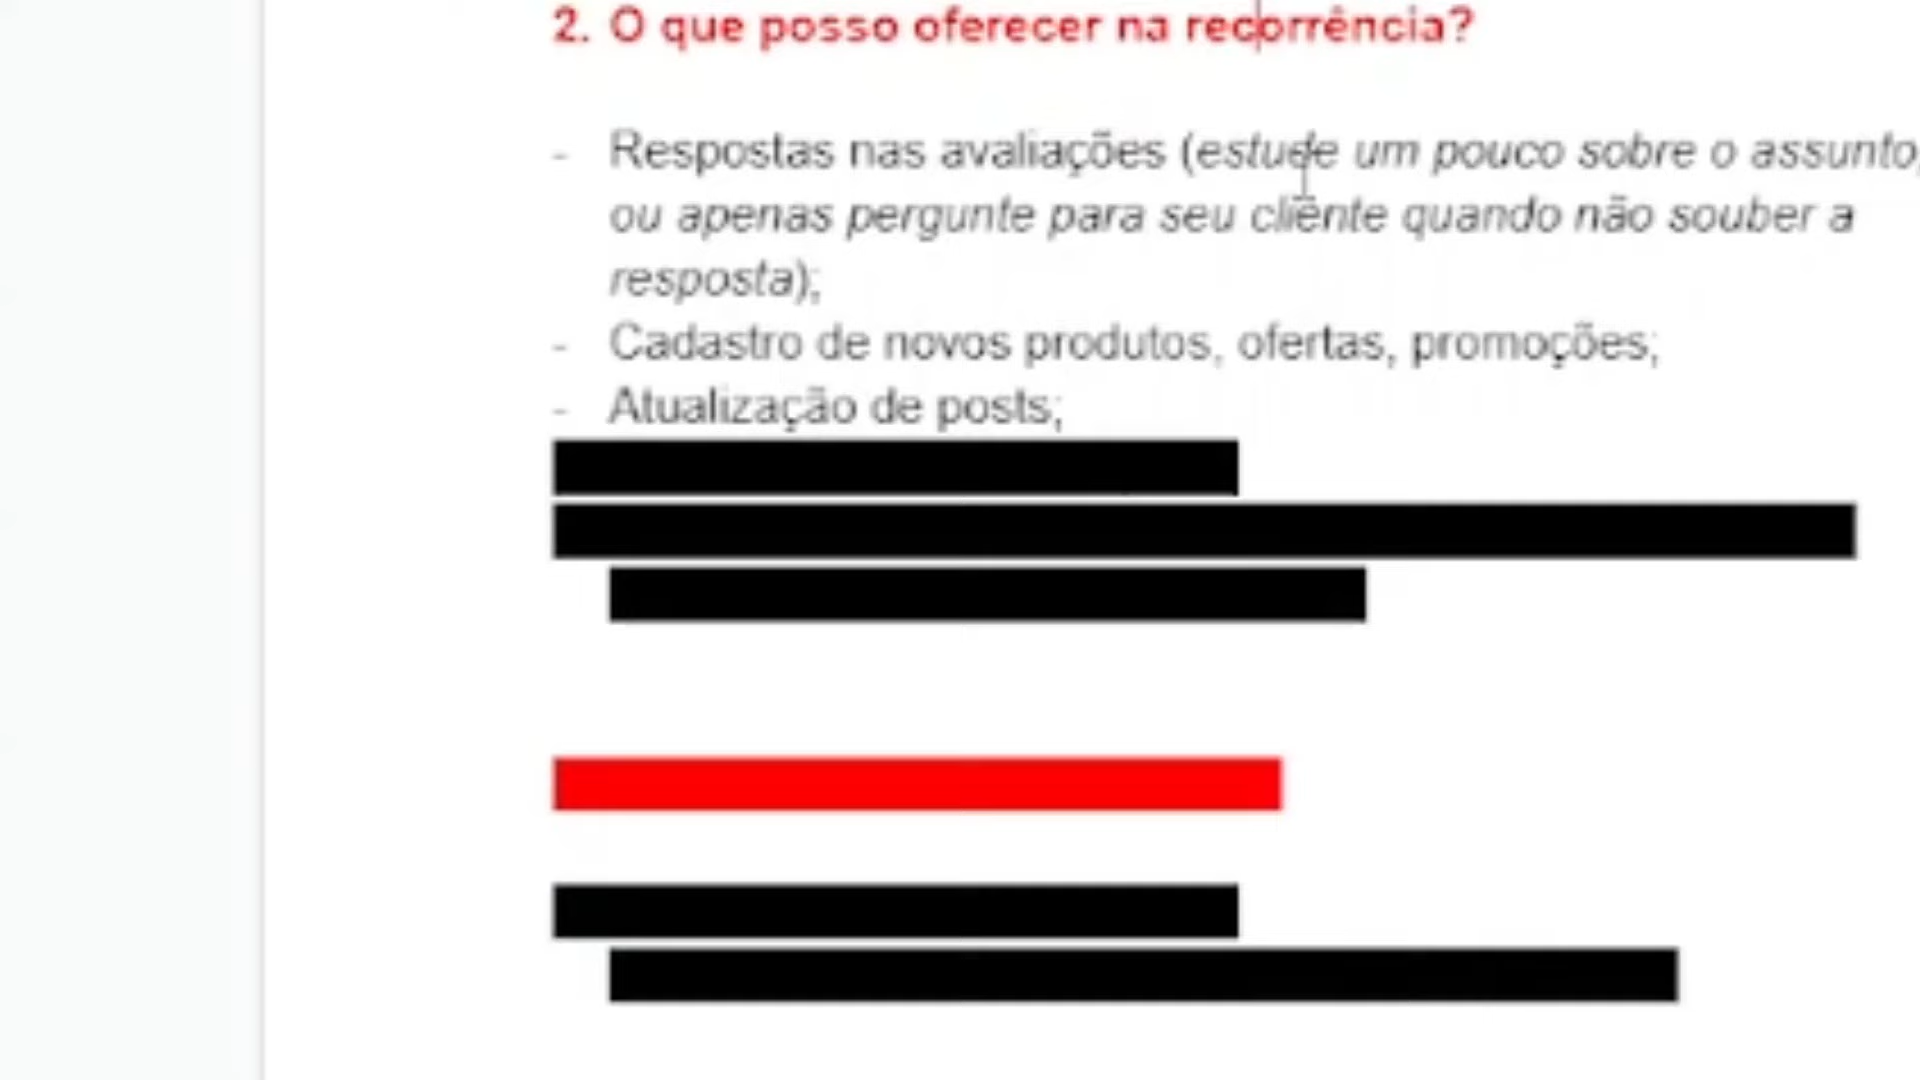 2. O que posso oferecer na recorrência?
- Respostas nas avaliações (estude um pouco sobre o assunto,
ou apenas pergunte para seu cliente quando não souber a
resposta);
- Cadastro de novos produtos, ofertas, promoções;
- Atualização de posts;